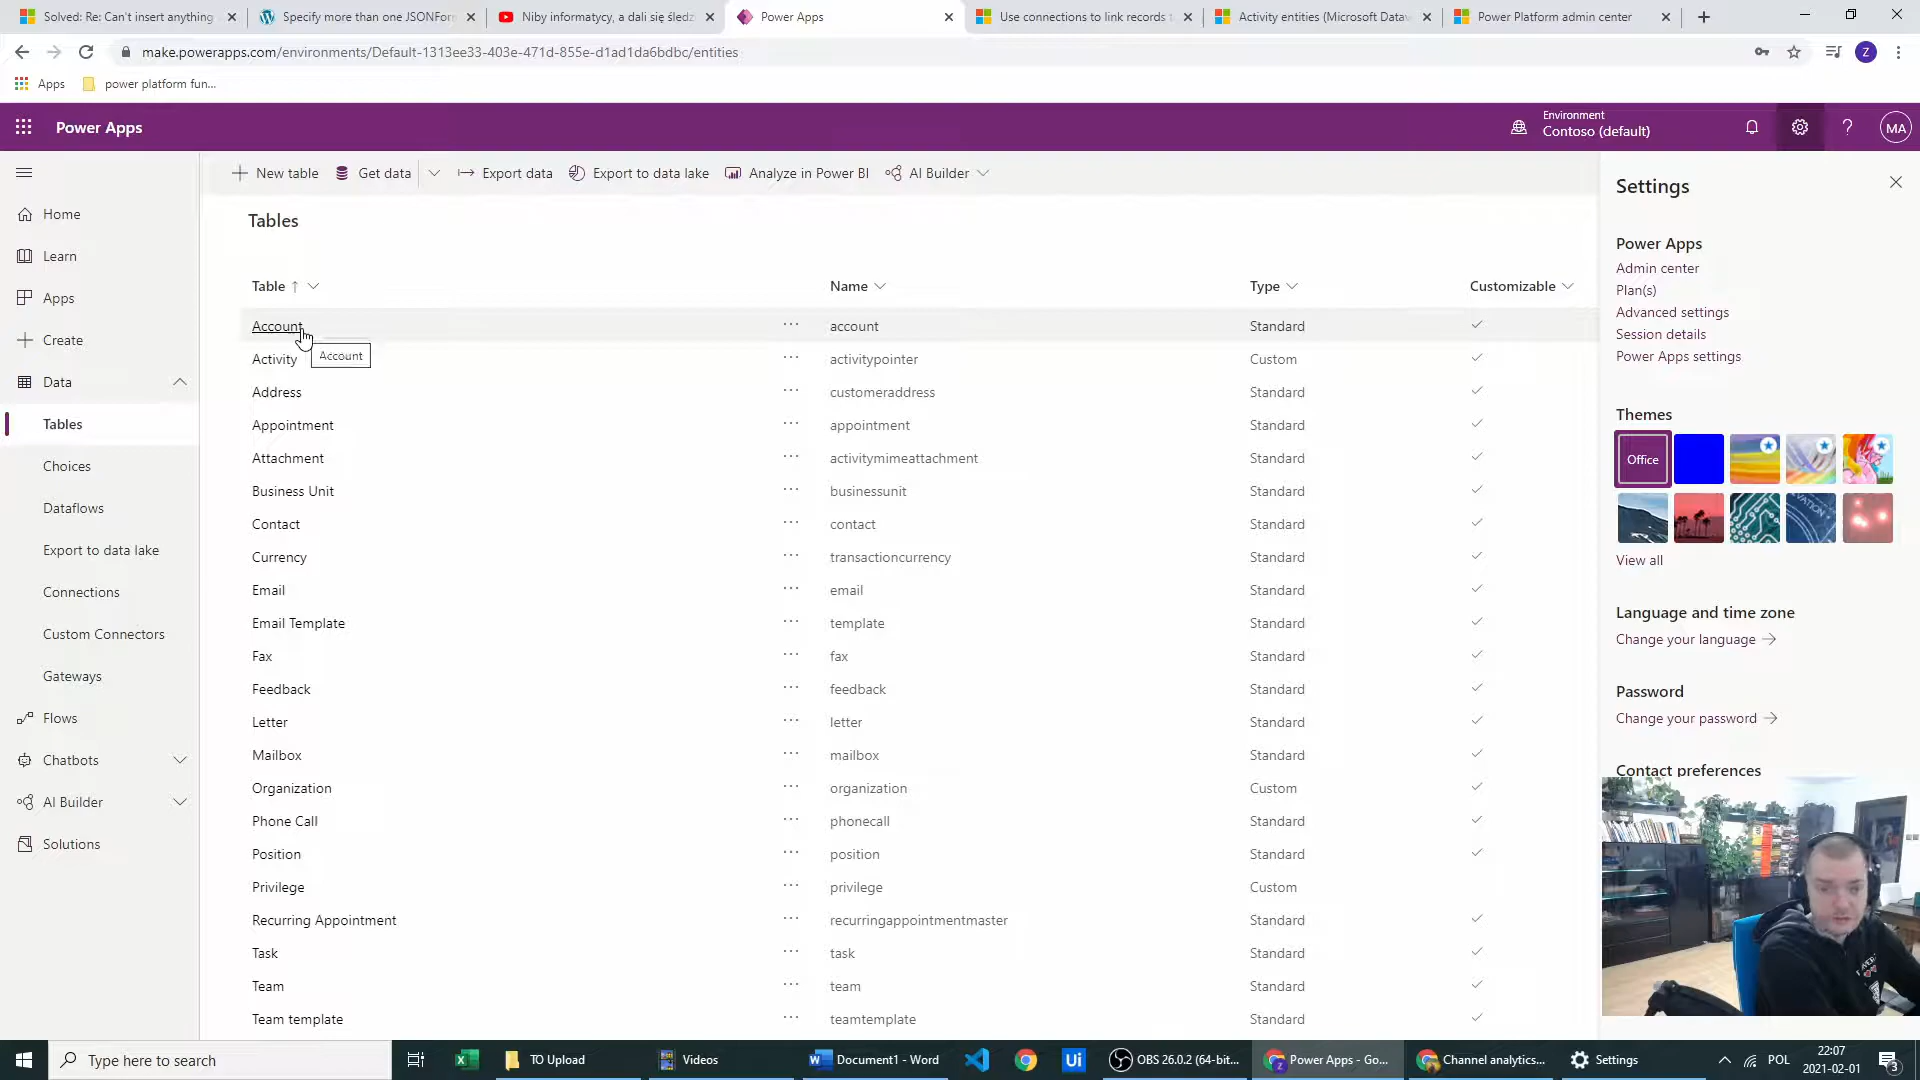 Solved: Re: Can't insert anything
Specify more than one JSONFor
Niby informatycy, a dali się śledz
Power Apps
Use connections to link records t
Activity entities (Microsoft Datav
Power Platform admin center
make.powerapps.com/environments/Default-1313ee33-403e-471d-855e-d1ad1da6bdbc/entities
Z
Apps
power platform fun...
Power Apps
Environment
Contoso (default)
MA
Home
Learn
Apps
Create
Data
Tables
Choices
Dataflows
Export to data lake
Connections
Custom Connectors
Gateways
Flows
Chatbots
AI Builder
Solutions
New table
Get data
Export data
Export to data lake
Analyze in Power BI
AI Builder
Tables
Table ↑ Name Type Customizable
Account ... account Standard
Account
Activity ... activitypointer Custom
Address ... customeraddress Standard
Appointment ... appointment Standard
Attachment ... activitymimeattachment Standard
Business Unit ... businessunit Standard
Contact ... contact Standard
Currency ... transactioncurrency Standard
Email ... email Standard
Email Template ... template Standard
Fax ... fax Standard
Feedback ... feedback Standard
Letter ... letter Standard
Mailbox ... mailbox Standard
Organization ... organization Custom
Phone Call ... phonecall Standard
Position ... position Standard
Privilege ... privilege Custom
Recurring Appointment ... recurringappointmentmaster Standard
Task ... task Standard
Team ... team Standard
Team template ... teamtemplate Standard
Settings
Power Apps
Admin center
Plan(s)
Advanced settings
Session details
Power Apps settings
Themes
Office
View all
Language and time zone
Change your language
Password
Change your password
Contact preferences
Type here to search
TO Upload
Videos
Document1 - Word
Ui
OBS 26.0.2 (64-bit...
Power Apps - Go...
Channel analytics...
Settings
POL
22:07
2021-02-01
3